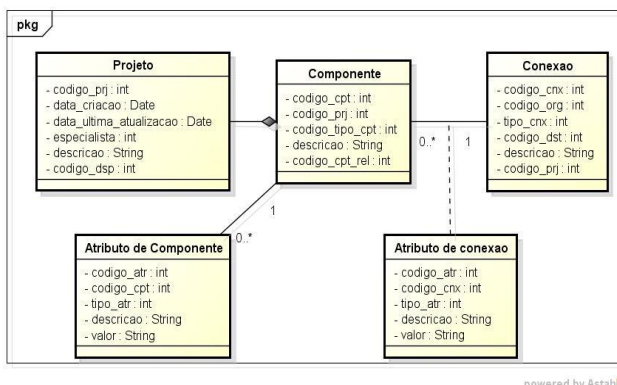 pkg
Projeto
- codigo_prj : int
- data_criacao : Date
- data_ultima_atualizacao : Date
- especialista : int
- descricao : String
- codigo_dsp : int
Componente
- codigo_cpt : int
- codigo_prj : int
- codigo_tipo_cpt : int
- descricao : String
- codigo_cpt_rel : int
0..*
1
Conexao
- codigo_cnx : int
- codigo_org : int
- tipo_cnx : int
- codigo_dst : int
- descricao : String
- codigo_prj : int
1
0..*
Atributo de Componente
- codigo_atr : int
- codigo_cpt : int
- tipo_atr : int
- descricao : String
- valor : String
Atributo de conexao
- codigo_atr : int
- codigo_cnx : int
- tipo_atr : int
- descricao : String
- valor : String
powered by Astah